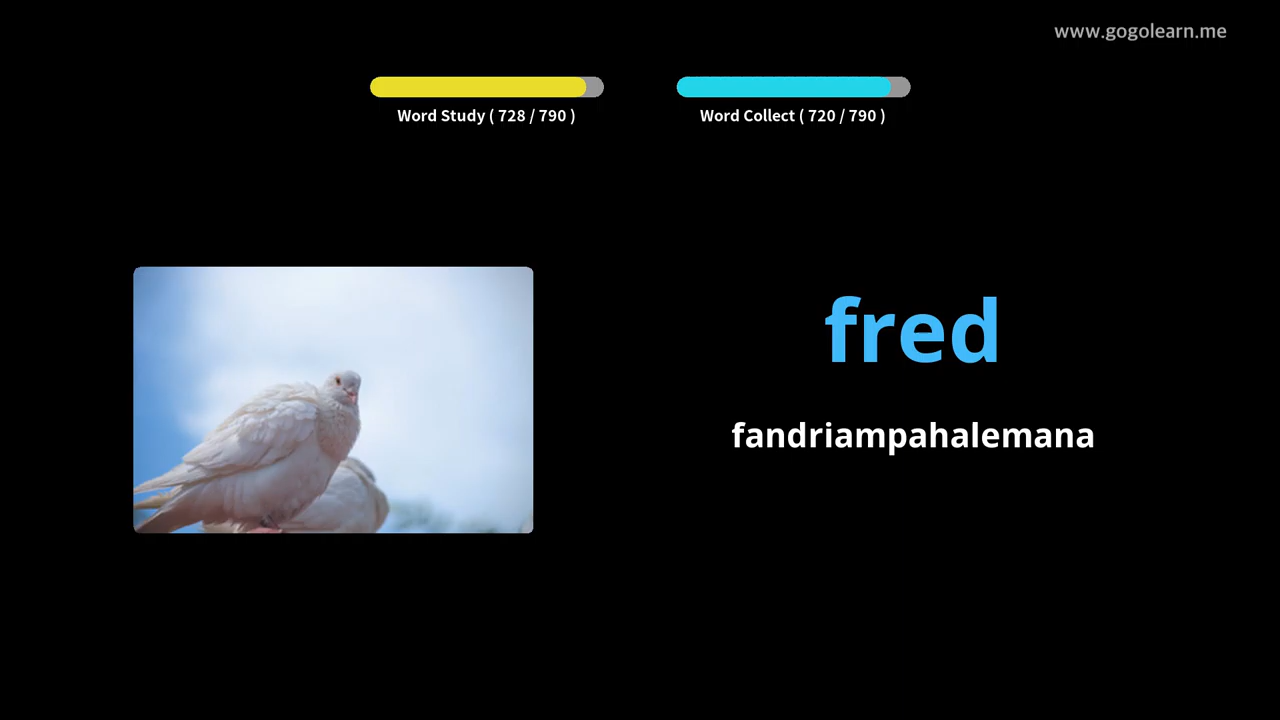 www.gogolearn.me
Word Study ( 728 / 790 )
Word Collect ( 720 / 790 )
fred
fandriampahalemana